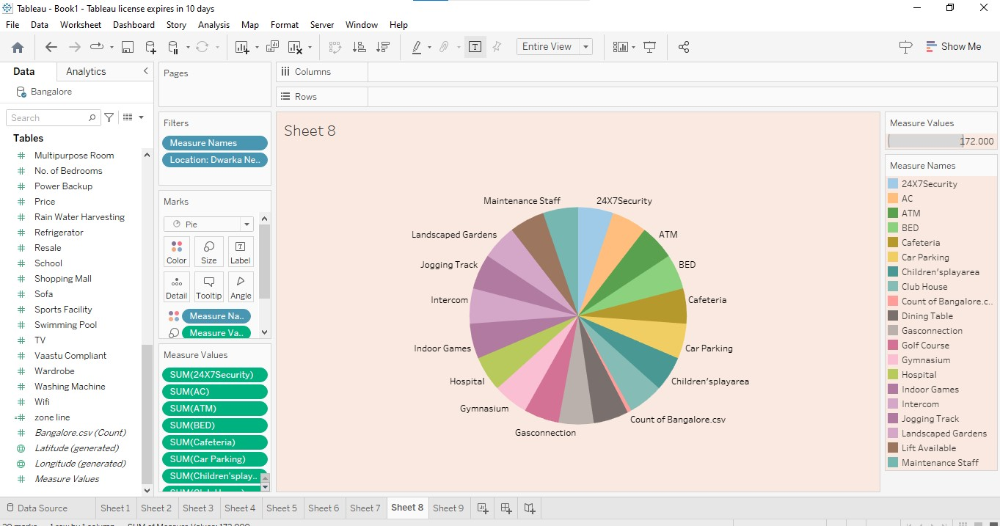 Tableau - Book1 - Tableau license expires in 10 days
File Data Worksheet Dashboard Story Analysis Map Format Server Window Help
Entire View
Show Me
Data Analytics
Bangalore
Search
Tables
Multipurpose Room
No. of Bedrooms
Power Backup
Price
Rain Water Harvesting
Refrigerator
Resale
School
Shopping Mall
Sofa
Sports Facility
Swimming Pool
TV
Vaastu Compliant
Wardrobe
Washing Machine
Wifi
zone line
Bangalore.csv (Count)
Latitude (generated)
Longitude (generated)
Measure Values
Pages
Filters
Measure Names
Location: Dwarka Ne..
Marks
Pie
Color Size Label
Detail Tooltip Angle
Measure Na..
Measure Va..
Measure Values
SUM(24X7Security)
SUM(AC)
SUM(ATM)
SUM(BED)
SUM(Cafeteria)
SUM(Car Parking)
SUM(Children'splay..
Columns
Rows
Sheet 8
Maintenance Staff 24X7Security
Landscaped Gardens ATM
Jogging Track BED
Intercom Cafeteria
Indoor Games Car Parking
Hospital Children'splayarea
Gymnasium Count of Bangalore.csv
Gasconnection
Measure Values
172.000
Measure Names
24X7Security
AC
ATM
BED
Cafeteria
Car Parking
Children'splayarea
Club House
Count of Bangalore.c..
Dining Table
Gasconnection
Golf Course
Gymnasium
Hospital
Indoor Games
Intercom
Jogging Track
Landscaped Gardens
Lift Available
Maintenance Staff
Data Source Sheet 1 Sheet 2 Sheet 3 Sheet 4 Sheet 5 Sheet 6 Sheet 7 Sheet 8 Sheet 9